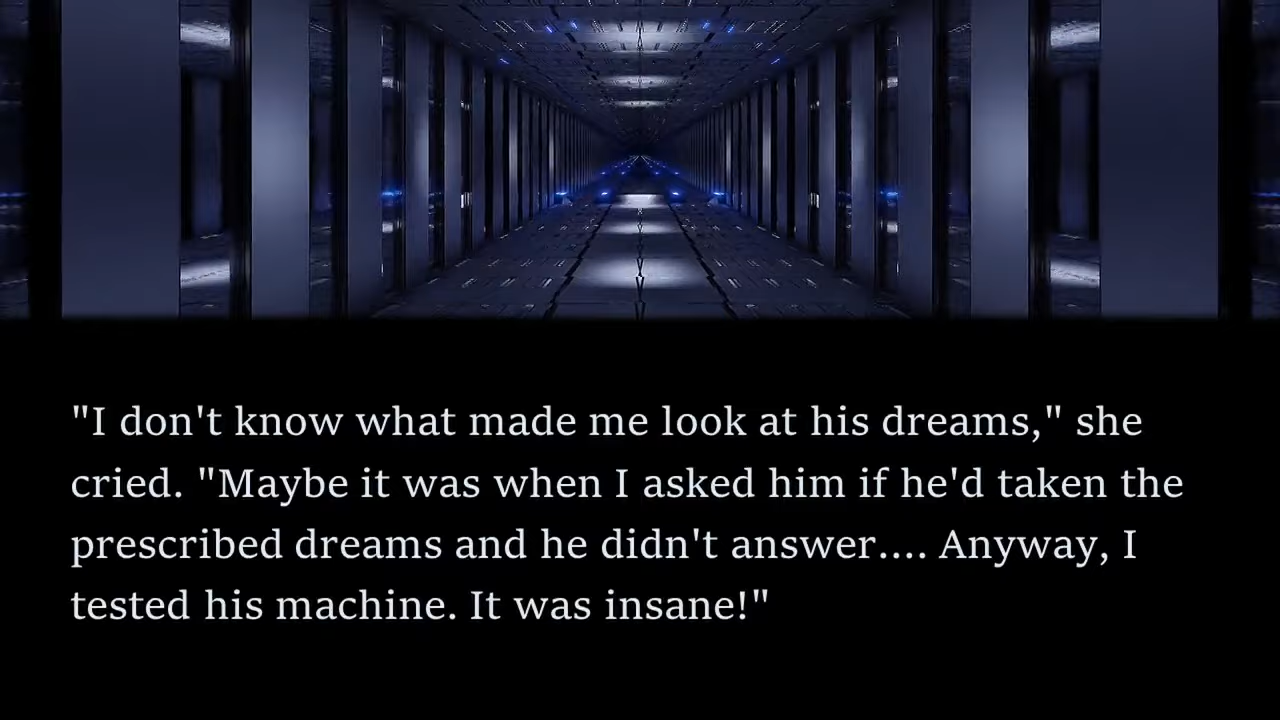 "I don't know what made me look at his dreams," she
cried. "Maybe it was when I asked him if he'd taken the
prescribed dreams and he didn't answer.... Anyway, I
tested his machine. It was insane!"